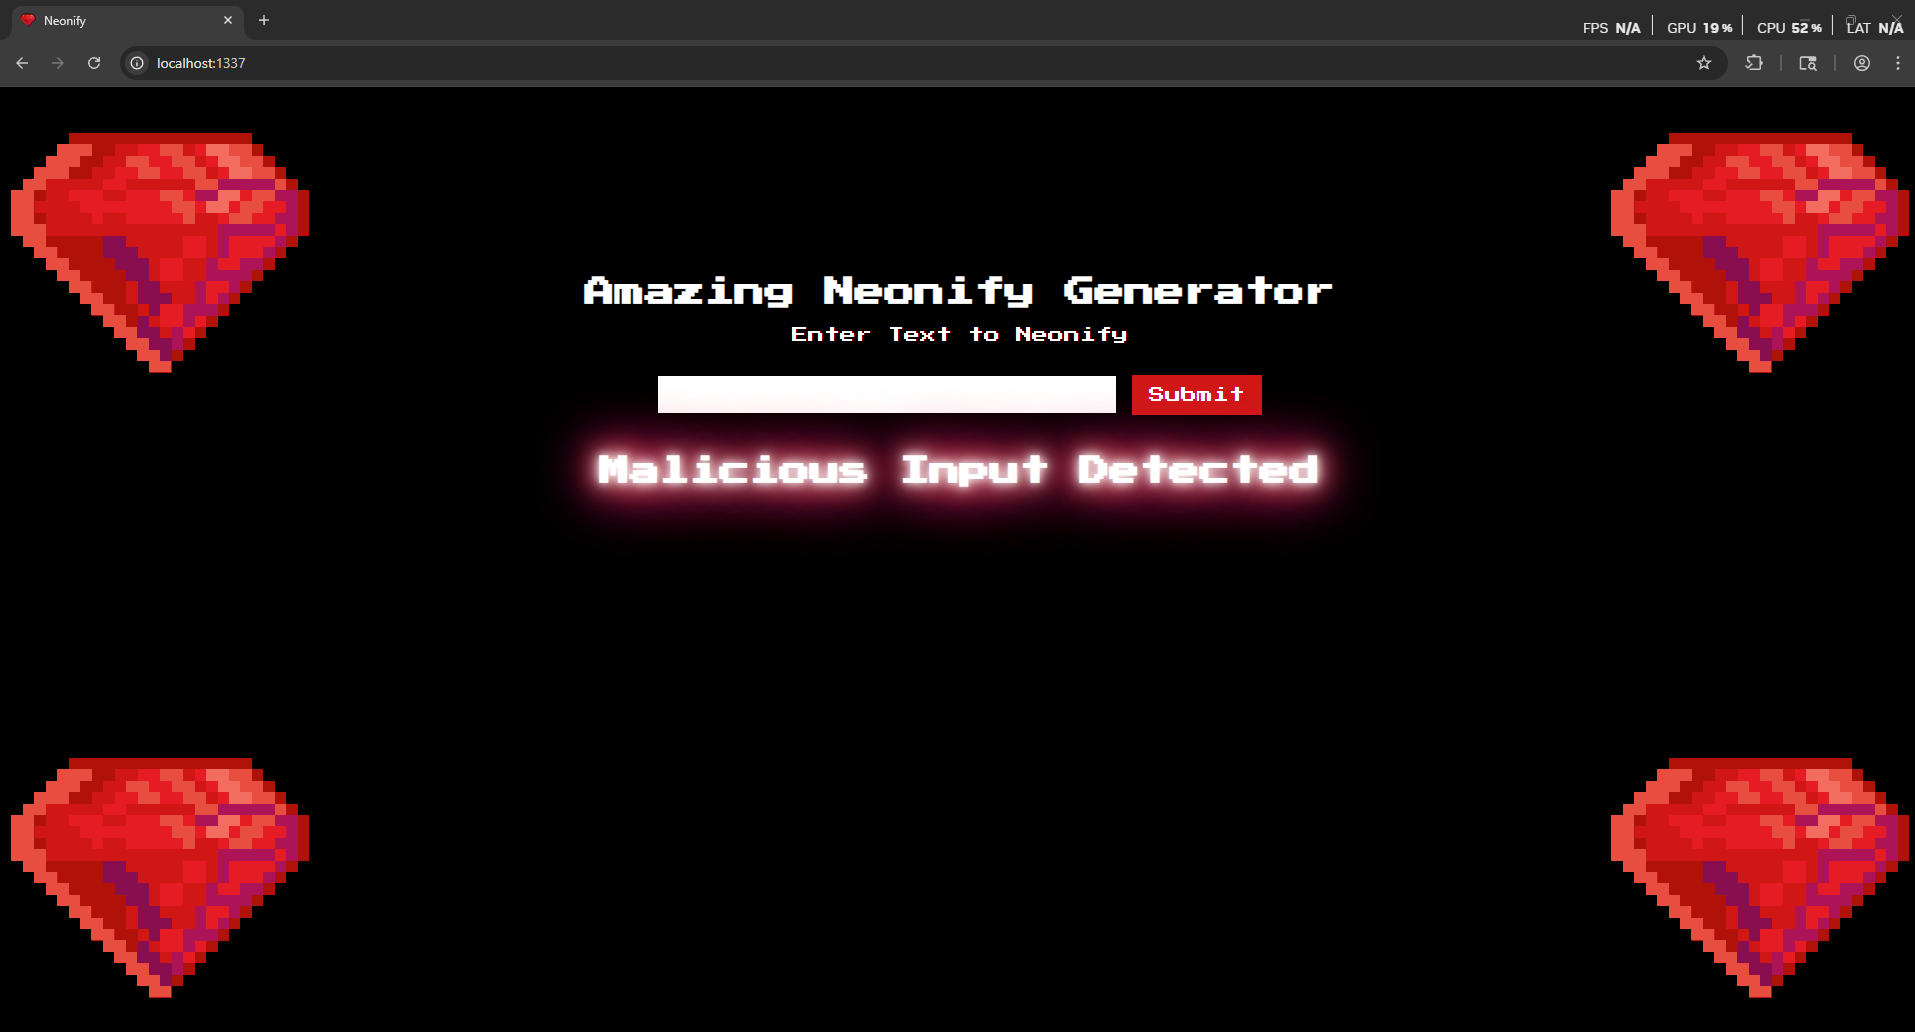 Neonify
FPS N/A GPU 19 % CPU 52 % LAT N/A
localhost:1337
Amazing Neonify Generator
Enter Text to Neonify
Submit
Malicious Input Detected